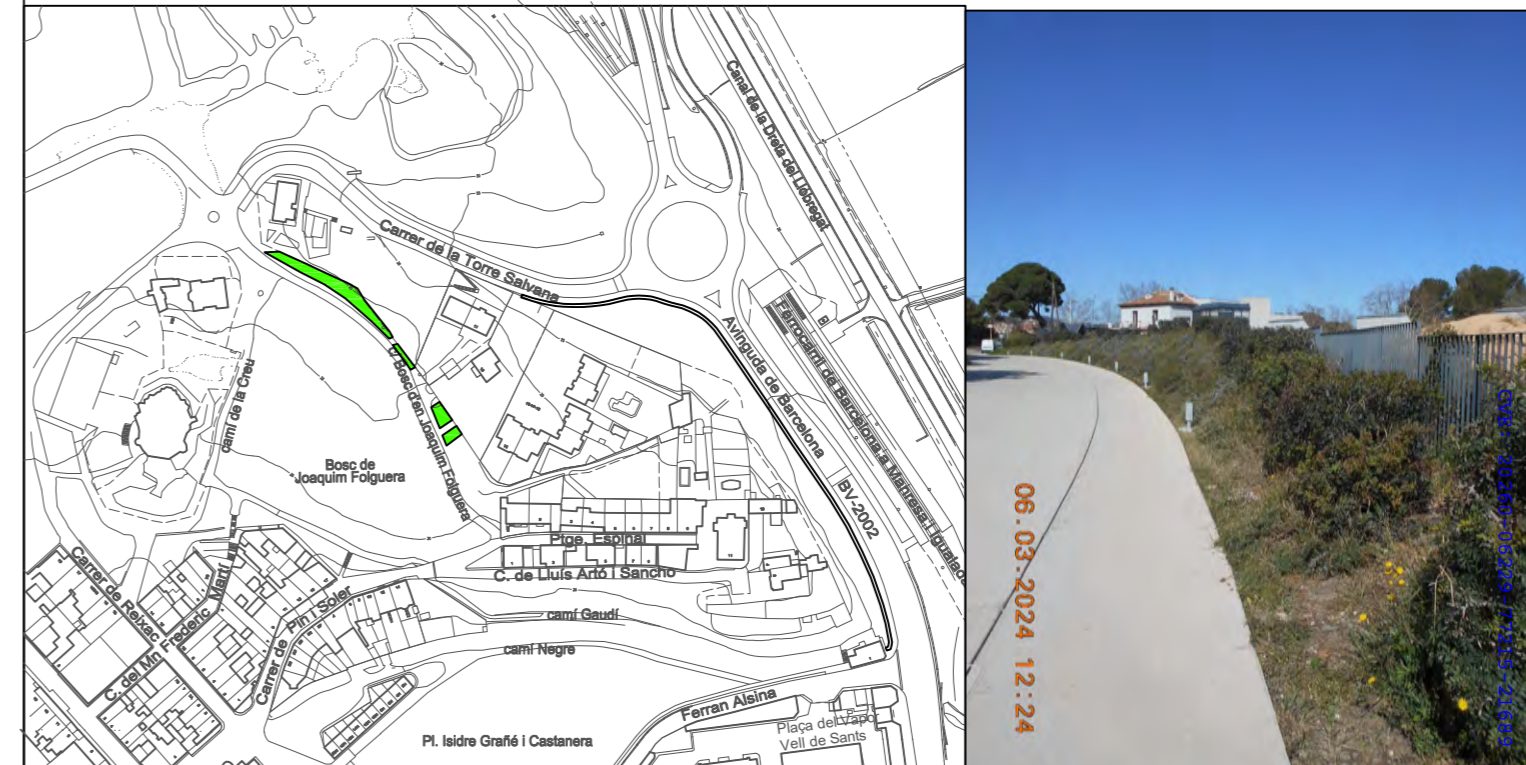 Canal de la Dreta del Llobregat
Carrer de la Torre Salvana
Ferrocarril de Barcelona a Manresa i Igualada
Avinguda de Barcelona
BV-2002
camí de la Creu
c/ Bosc d'en Joaquim Folguera
Bosc de
Joaquim Folguera
Ptge. Espinal
C. de Lluís Artó i Sancho
Carrer de Reixac
C. del Mn Frederic Martí
Carrer de Pin i Soler
camí Gaudí
camí Negre
Ferran Alsina
Plaça del Vapor
Vell de Sants
Pl. Isidre Grañé i Castanera
06.03.2024 12:24